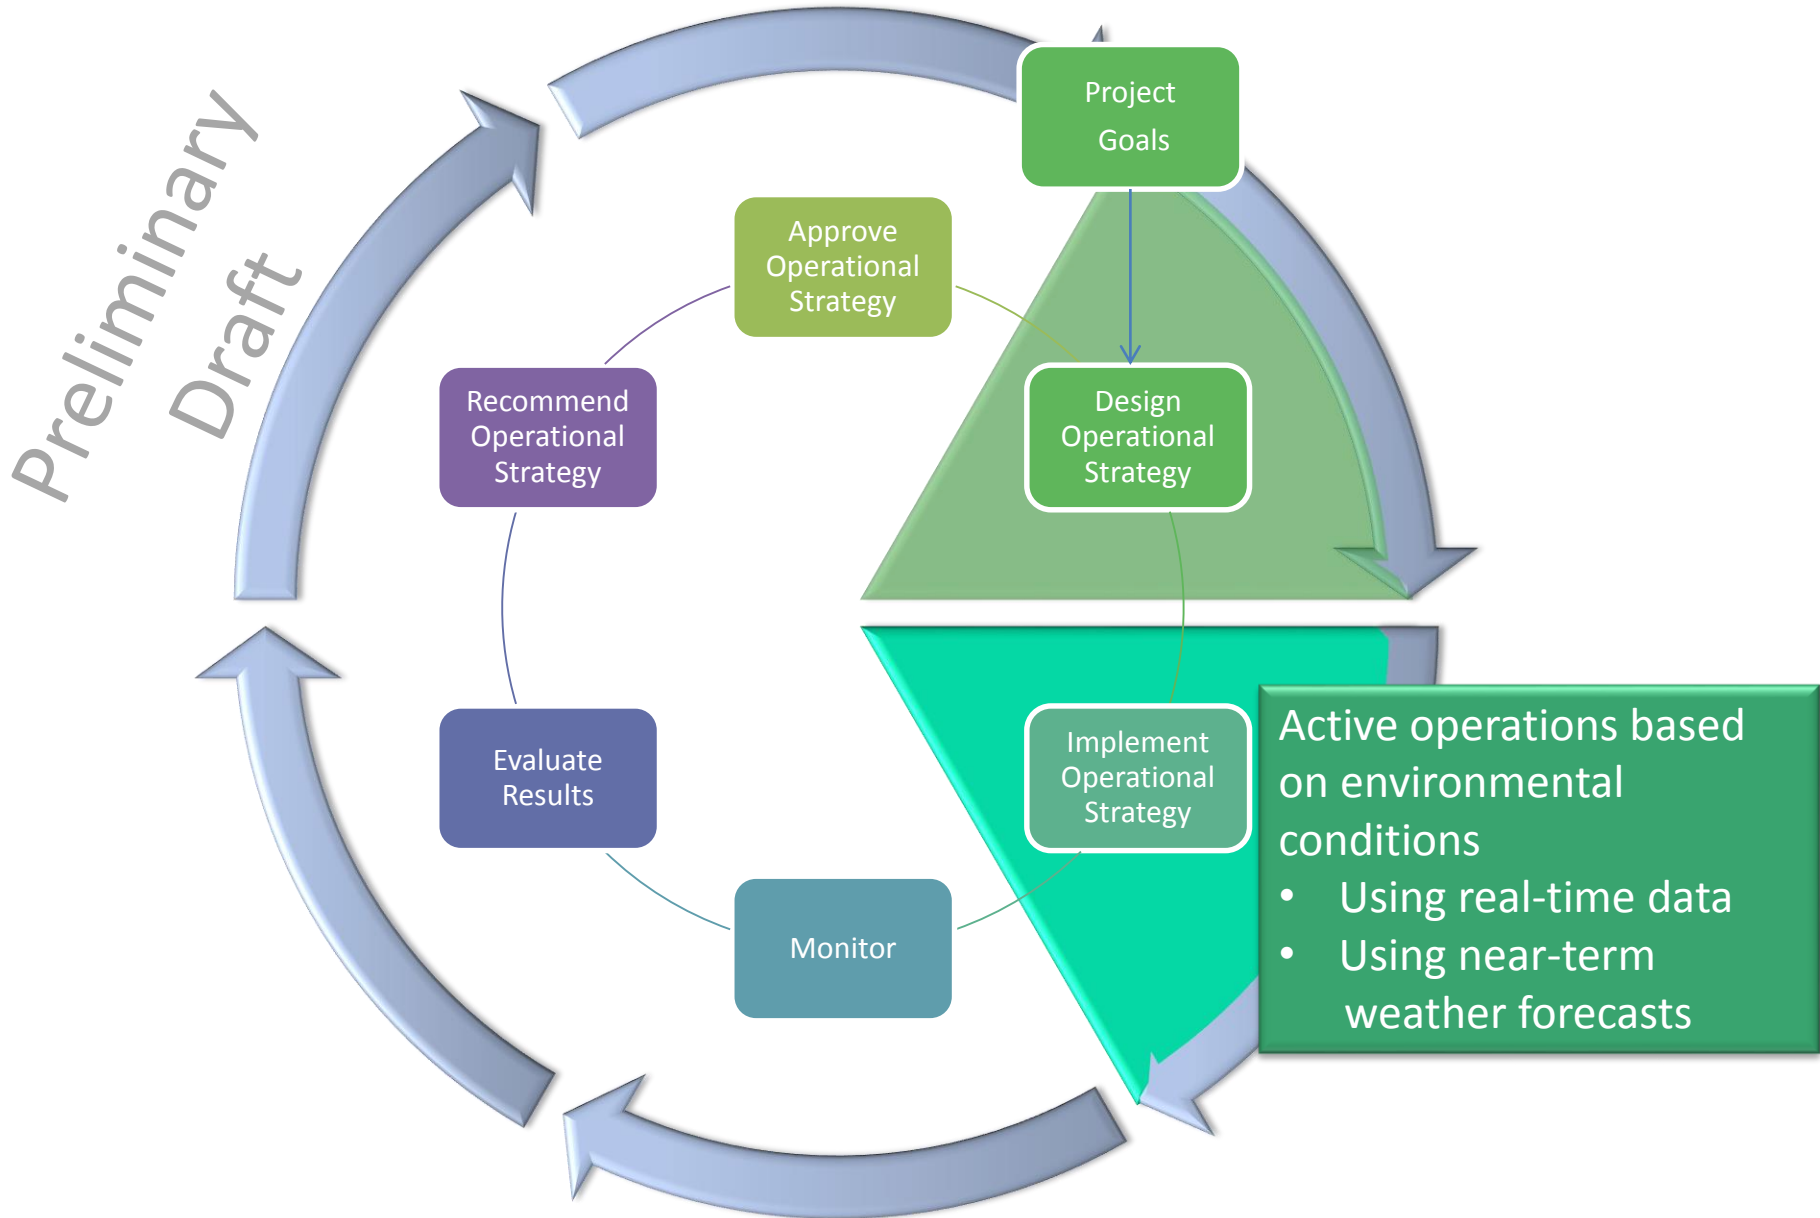 Preliminary
Draft
Project
Goals
Approve
Operational
Strategy
Recommend
Operational
Strategy
Design
Operational
Strategy
Evaluate
Results
Implement
Operational
Strategy
Monitor
Active operations based
on environmental
conditions
• Using real-time data
• Using near-term
weather forecasts